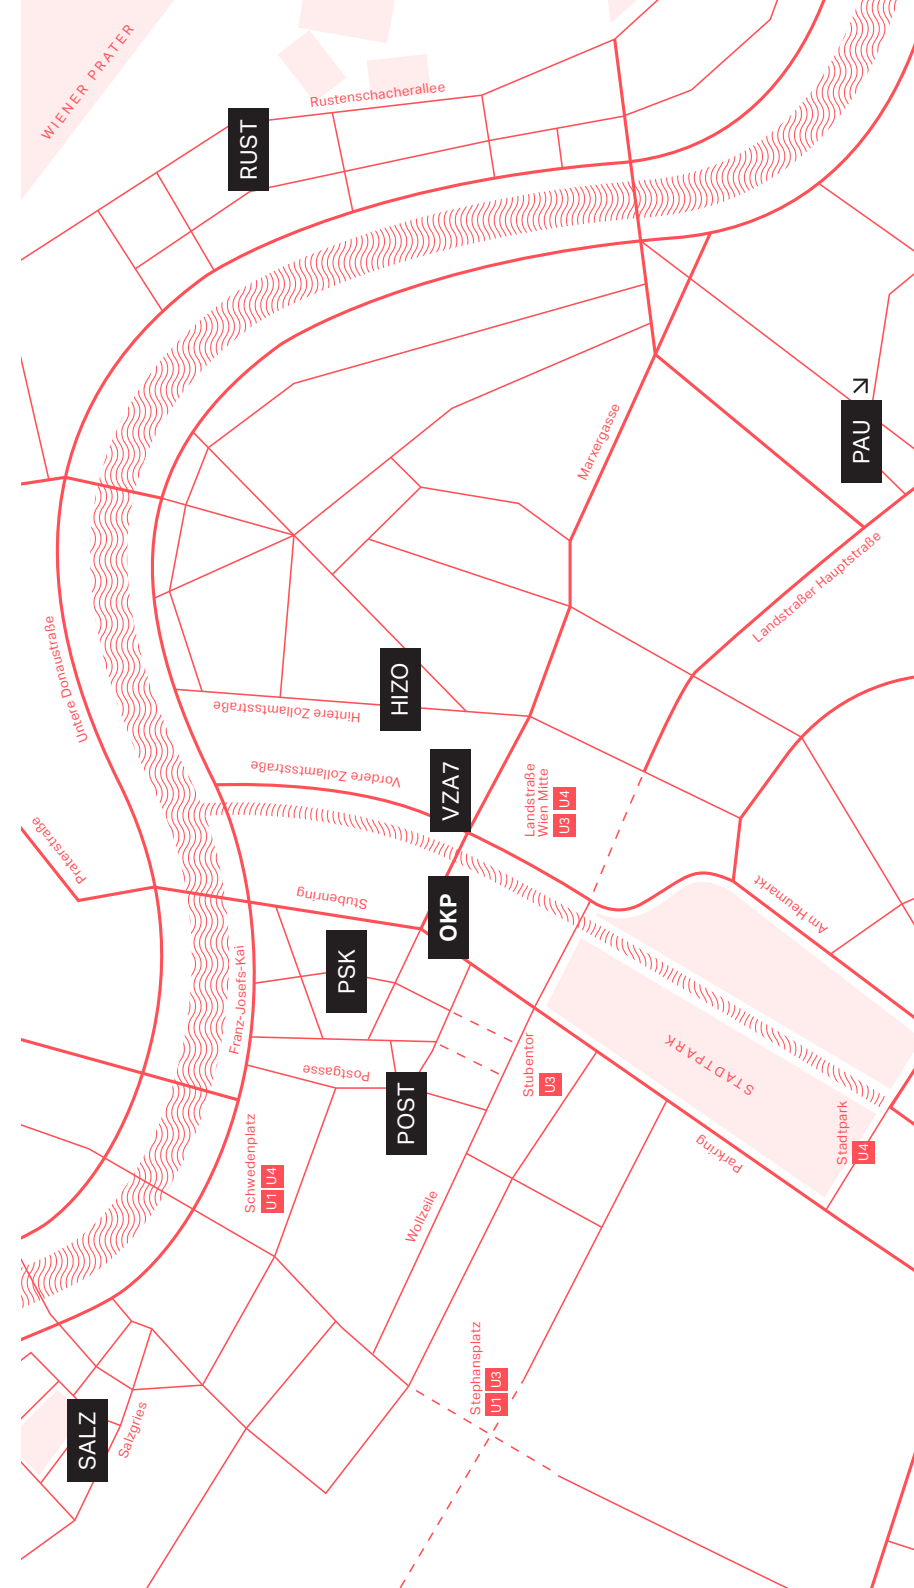 WIENER PRATER
Rustenschacherallee
RUST
PAU
Marxergasse
Landstraßer Hauptstraße
Untere Donaustraße
HIZO
Hintere Zollamtsstraße
Vordere Zollamtsstraße
VZA7
Landstraße
Wien Mitte
U3 U4
Praterstraße
Stubenring
OKP
Am Heumarkt
PSK
Franz-Josefs-Kai
Postgasse
POST
Stubentor
U3
STADTPARK
Stadtpark
U4
Parkring
Schwedenplatz
U1 U4
Wollzeile
Stephansplatz
U1 U3
SALZ
Salzgries